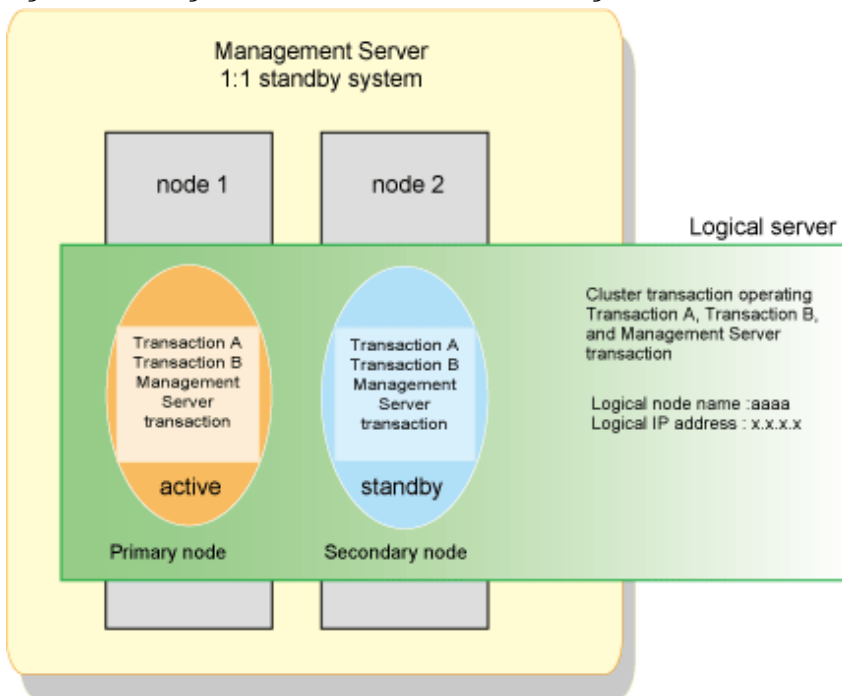 Management Server
1:1 standby system
node 1
node 2
Logical server
Transaction A
Transaction B
Management
Server
transaction
active
Primary node
Transaction A
Transaction B
Management
Server
transaction
standby
Secondary node
Cluster transaction operating
Transaction A, Transaction B,
and Management Server
transaction
Logical node name :aaaa
Logical IP address : x.x.x.x